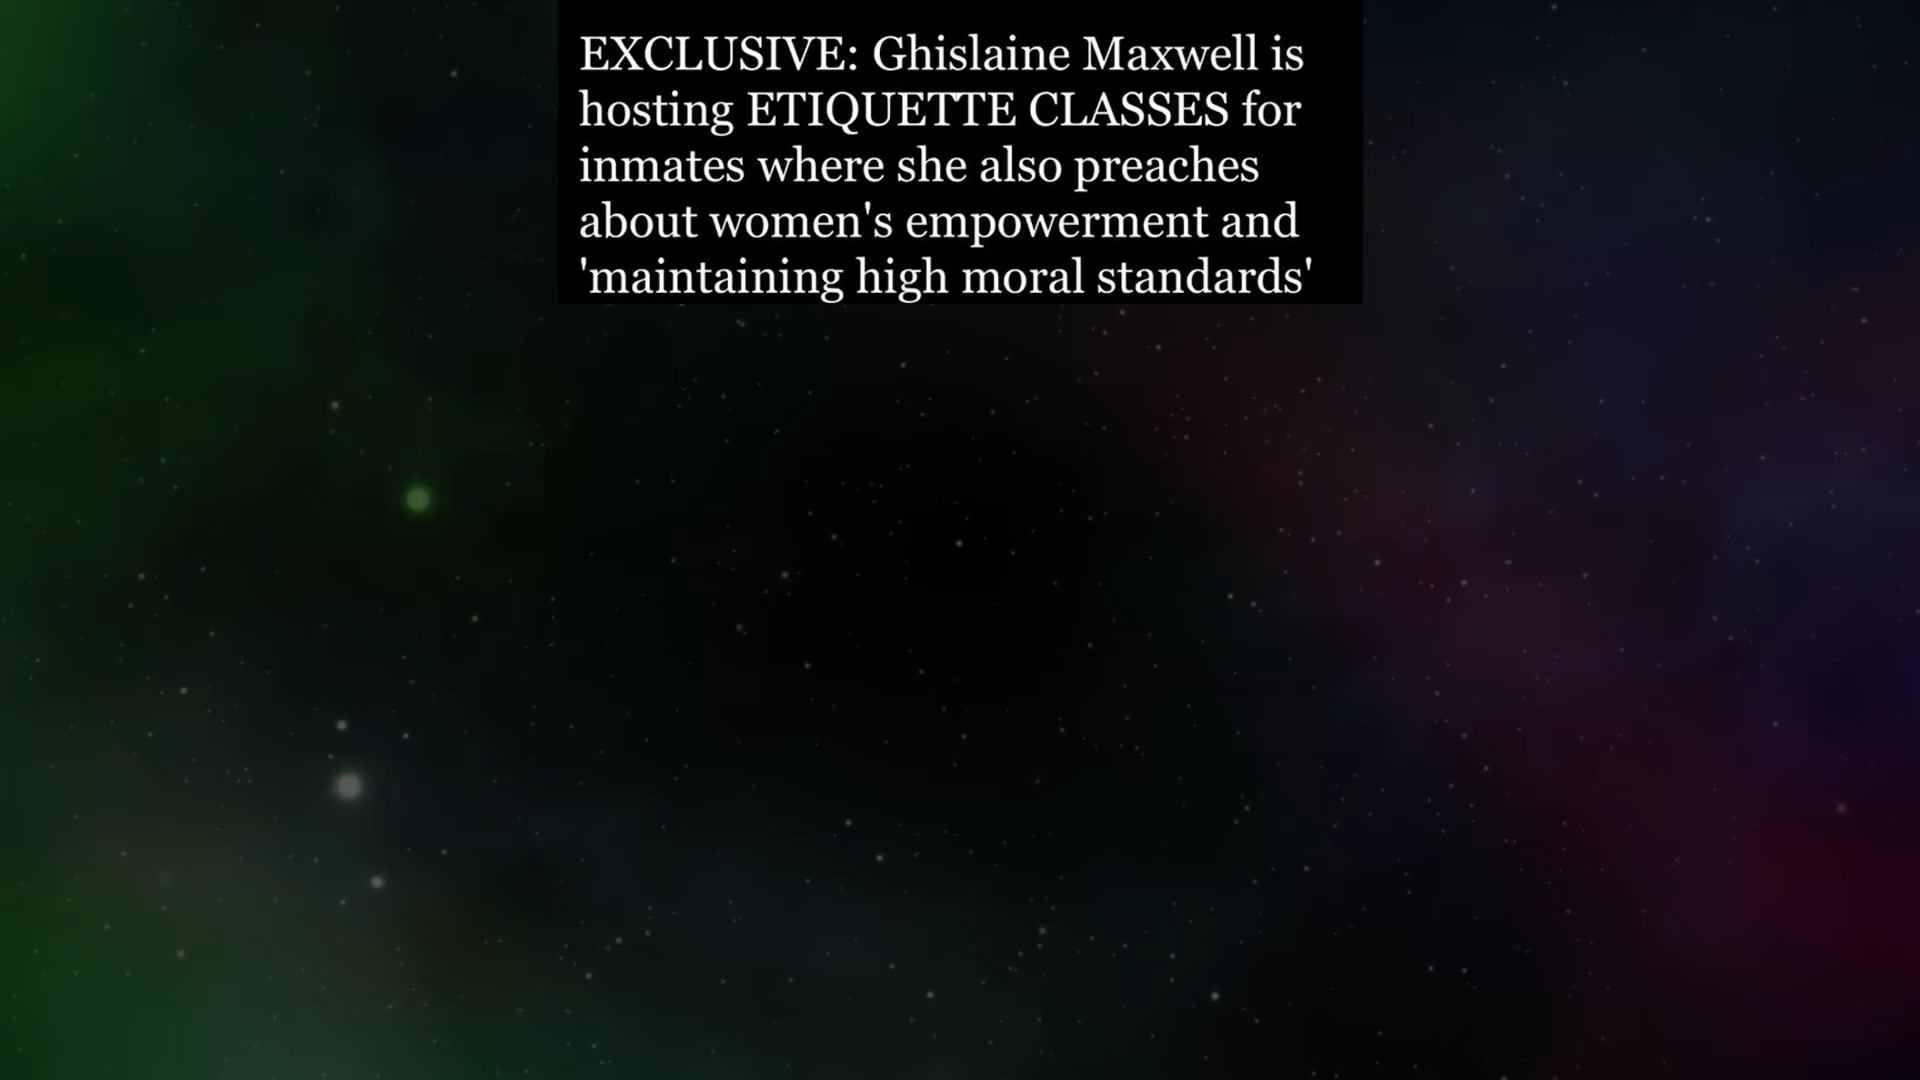 EXCLUSIVE: Ghislaine Maxwell is
hosting ETIQUETTE CLASSES for
inmates where she also preaches
about women's empowerment and
'maintaining high moral standards'